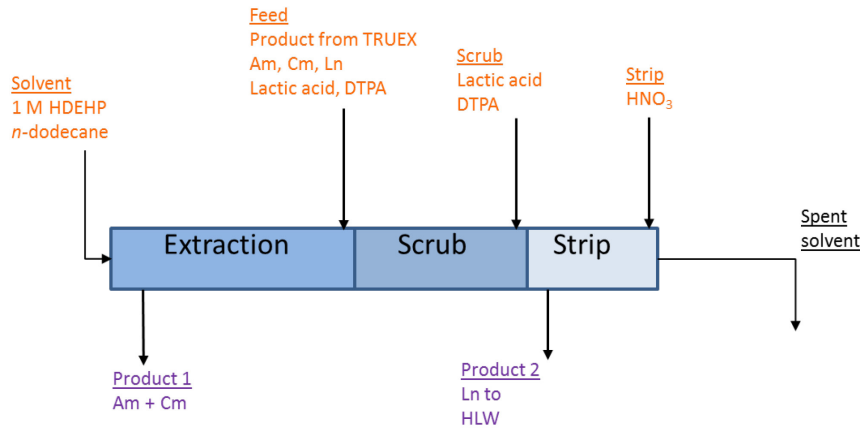 Feed
Product from TRUEX
Am, Cm, Ln
Lactic acid, DTPA
Solvent
1 M HDEHP
n-dodecane
Scrub
Lactic acid
DTPA
Strip
HNO₃
Extraction
Scrub
Strip
Spent
solvent
Product 1
Am + Cm
Product 2
Ln to
HLW